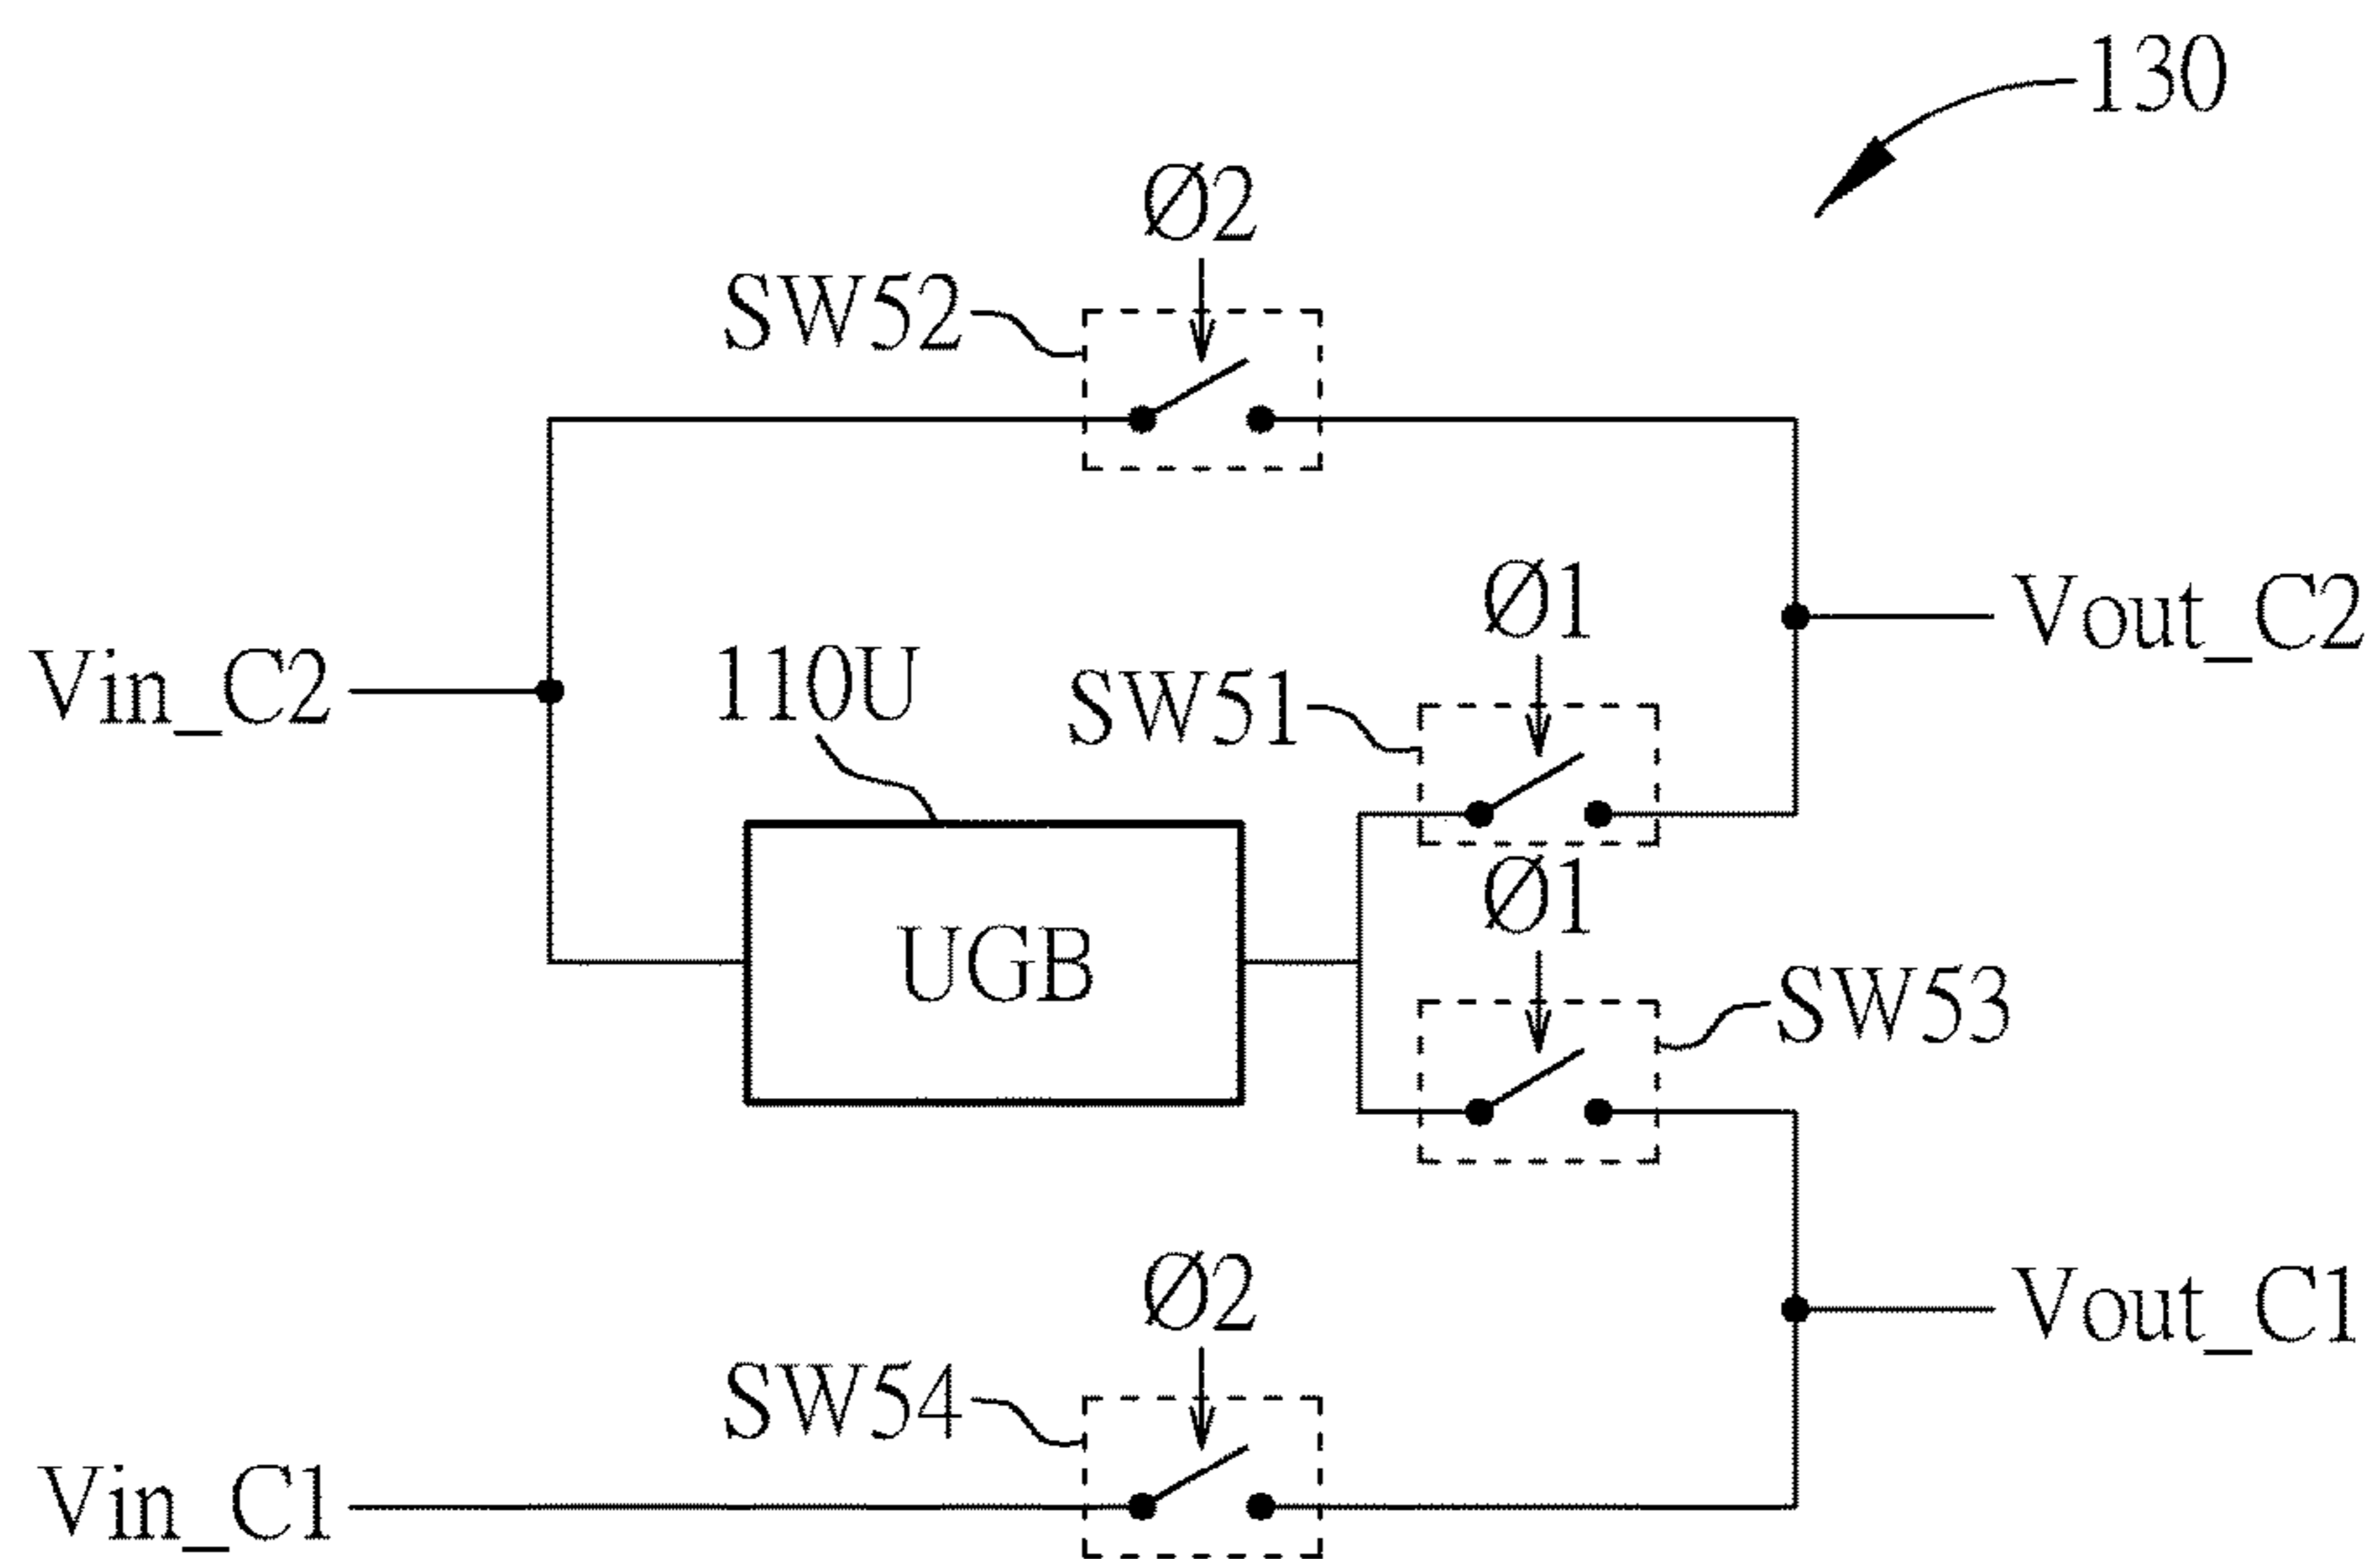 130
Ø2
SW52
Ø1
Vout_C2
Vin_C2
110U
SW51
Ø1
UGB
SW53
Ø2
Vout_C1
SW54
Vin_C1